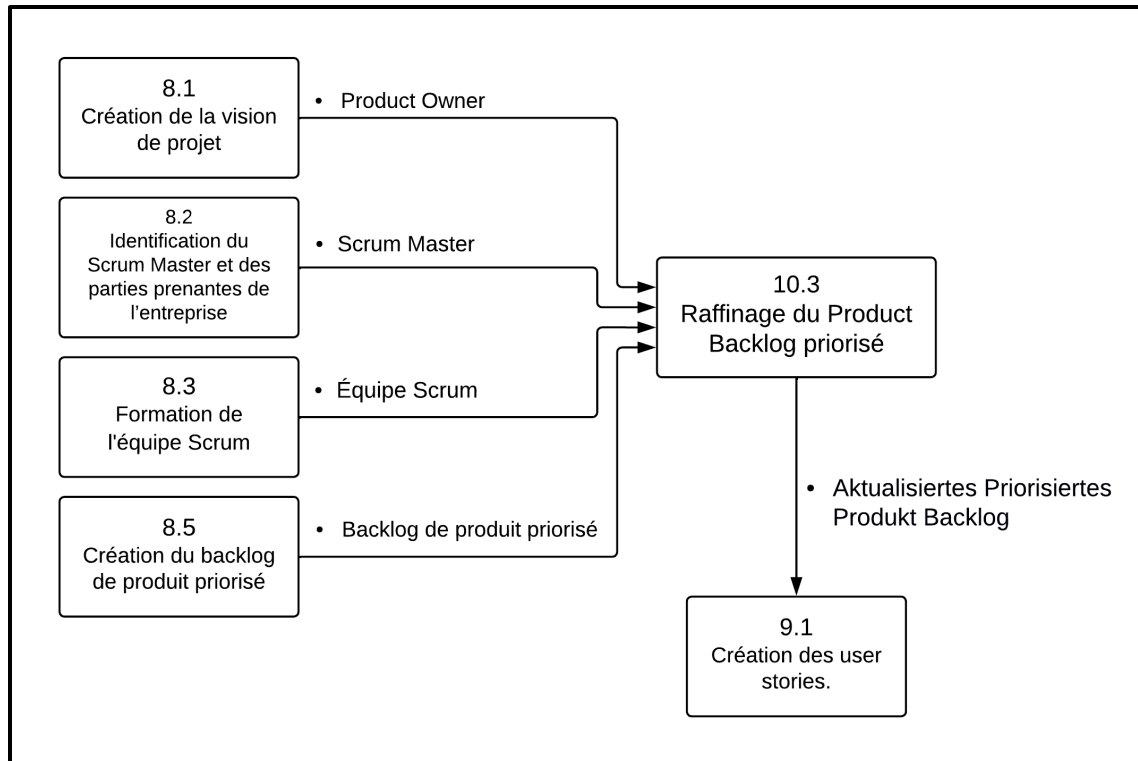 8.1
Création de la vision
de projet
• Product Owner
8.2
Identification du
Scrum Master et des
parties prenantes de
l’entreprise
• Scrum Master
8.3
Formation de
l'équipe Scrum
• Équipe Scrum
8.5
Création du backlog
de produit priorisé
• Backlog de produit priorisé
10.3
Raffinage du Product
Backlog priorisé
• Aktualisiertes Priorisiertes
Produkt Backlog
9.1
Création des user
stories.